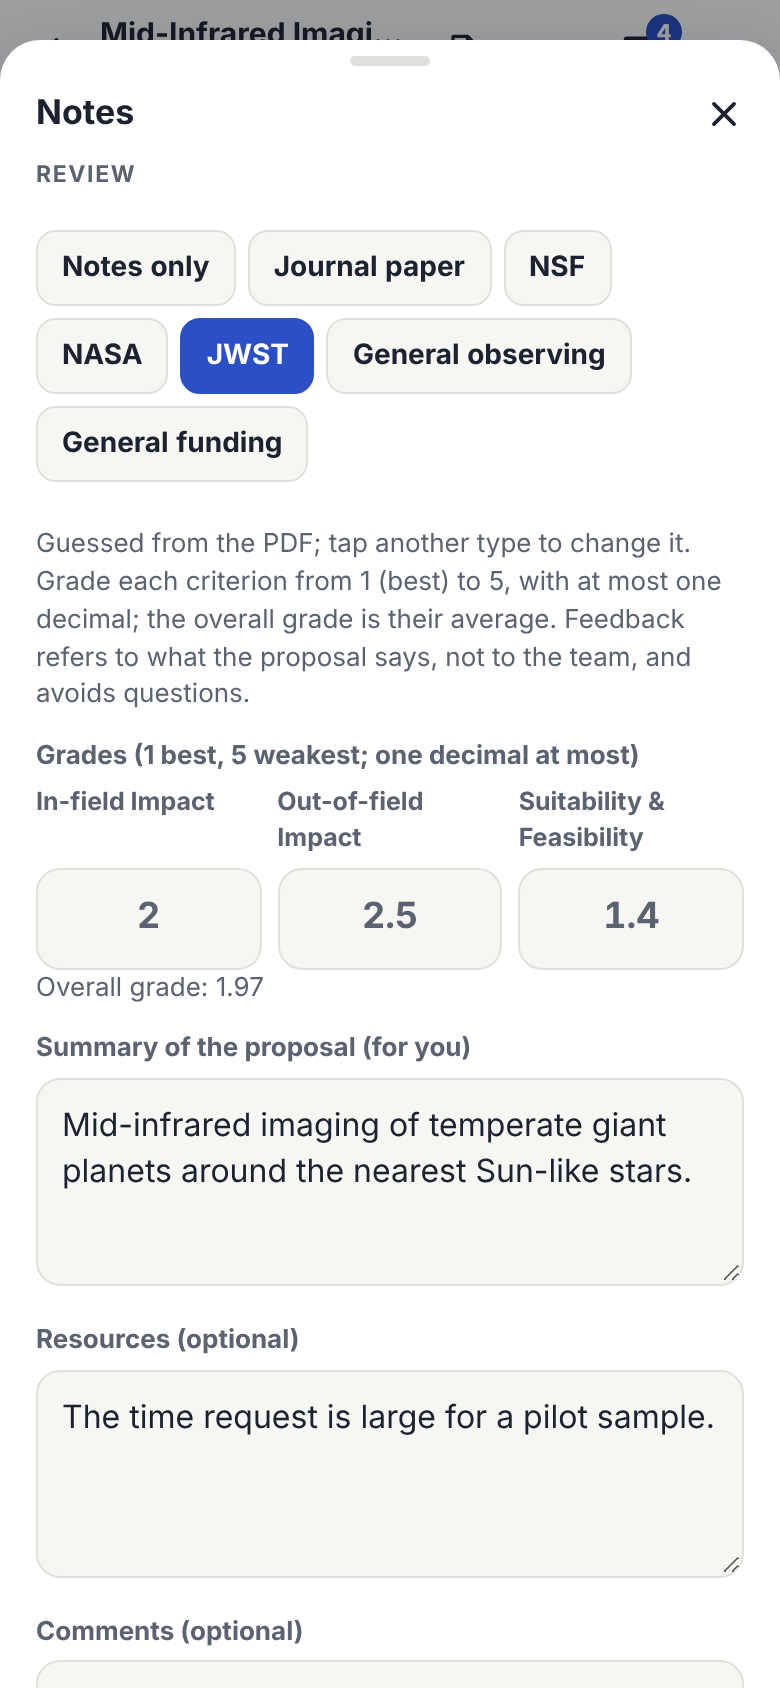 Mid-Infrared Imagi...
4
Notes
REVIEW
Notes only
Journal paper
NSF
NASA
JWST
General observing
General funding
Guessed from the PDF; tap another type to change it.
Grade each criterion from 1 (best) to 5, with at most one
decimal; the overall grade is their average. Feedback
refers to what the proposal says, not to the team, and
avoids questions.
Grades (1 best, 5 weakest; one decimal at most)
In-field Impact
Out-of-field
Impact
Suitability &
Feasibility
2
2.5
1.4
Overall grade: 1.97
Summary of the proposal (for you)
Mid-infrared imaging of temperate giant
planets around the nearest Sun-like stars.
Resources (optional)
The time request is large for a pilot sample.
Comments (optional)